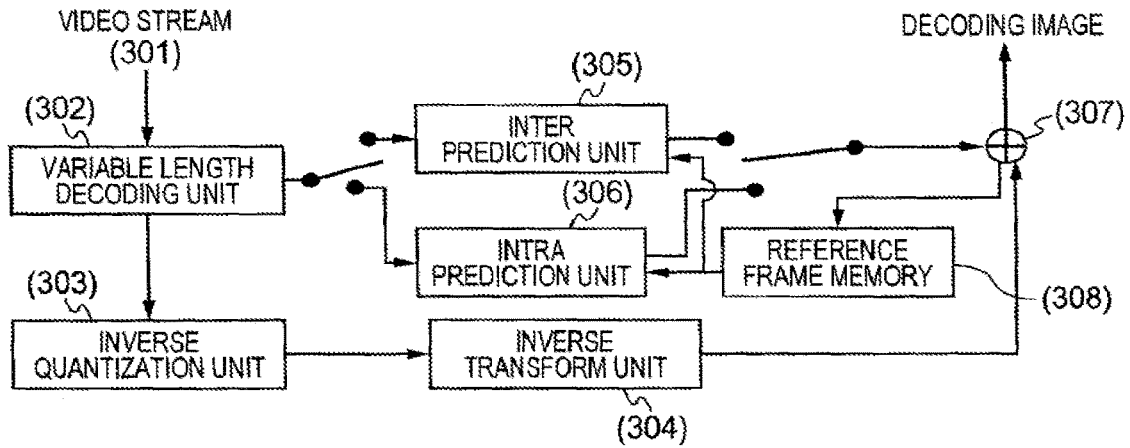 VIDEO STREAM
(301)
DECODING IMAGE
(302)
VARIABLE LENGTH
DECODING UNIT
(305)
INTER
PREDICTION UNIT
(307)
(306)
INTRA
PREDICTION UNIT
REFERENCE
FRAME MEMORY
(308)
(303)
INVERSE
QUANTIZATION UNIT
INVERSE
TRANSFORM UNIT
(304)